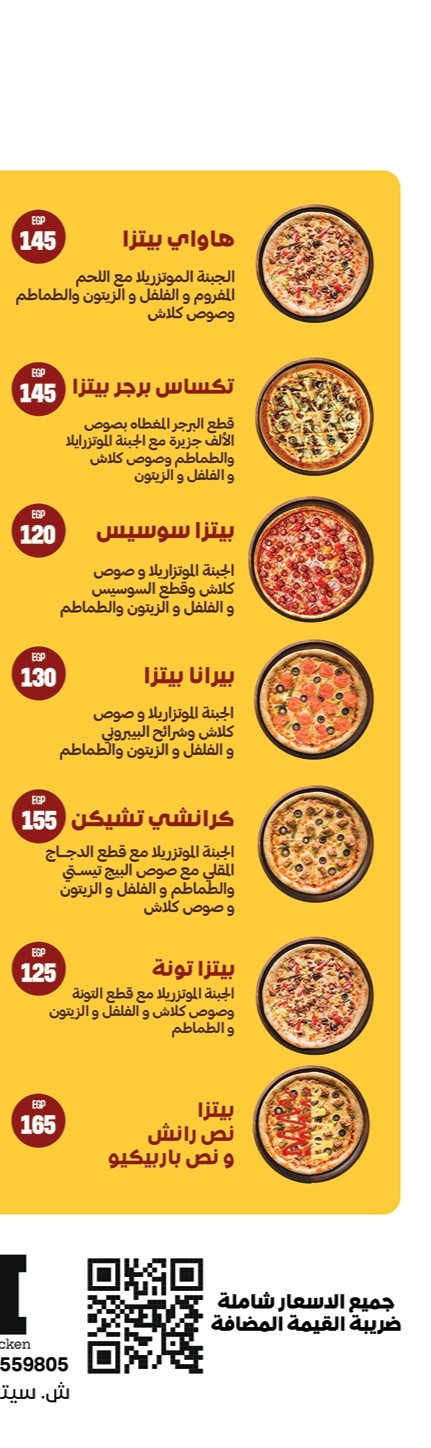 هاواي بيتزا
EGP
145
الجبنة الموتزريلا مع اللحم
المفروم و الفلفل و الزيتون والطماطم
وصوص كلاش
تكساس برجر بيتزا
EGP
145
قطع البرجر المغطاه بصوص
الألف جزيرة مع الجبنة الموتزرايلا
والطماطم وصوص كلاش
و الفلفل و الزيتون
بيتزا سوسيس
EGP
120
الجبنة الموتزاريلا و صوص
كلاش وقطع السوسيس
و الفلفل و الزيتون والطماطم
بيرانا بيتزا
EGP
130
الجبنة الموتزاريلا و صوص
كلاش وشرائح البيبروني
و الفلفل و الزيتون والطماطم
كرانشي تشيكن
EGP
155
الجبنة الموتزريلا مع قطع الدجـاج
المقلي مع صوص البيج تيستي
والطماطم و الفلفل و الزيتون
و صوص كلاش
بيتزا تونة
EGP
125
الجبنة الموتزريلا مع قطع التونة
وصوص كلاش و الفلفل و الزيتون
و الطماطم
بيتزا
نص رانش
و نص باربيكيو
EGP
165
جميع الاسعار شاملة
ضريبة القيمة المضافة
cken
559805
ش. سيتـ